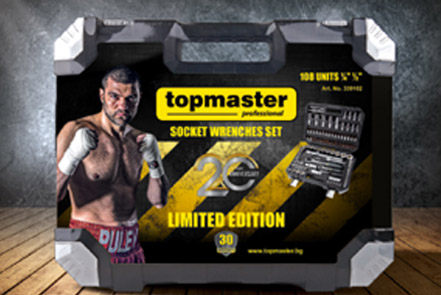 108 UNITS ¼" ½"
Art. No. 339102
topmaster
professional
SOCKET WRENCHES SET
20
ANNIVERSARY
LIMITED EDITION
PULEV
30
www.topmaster.bg